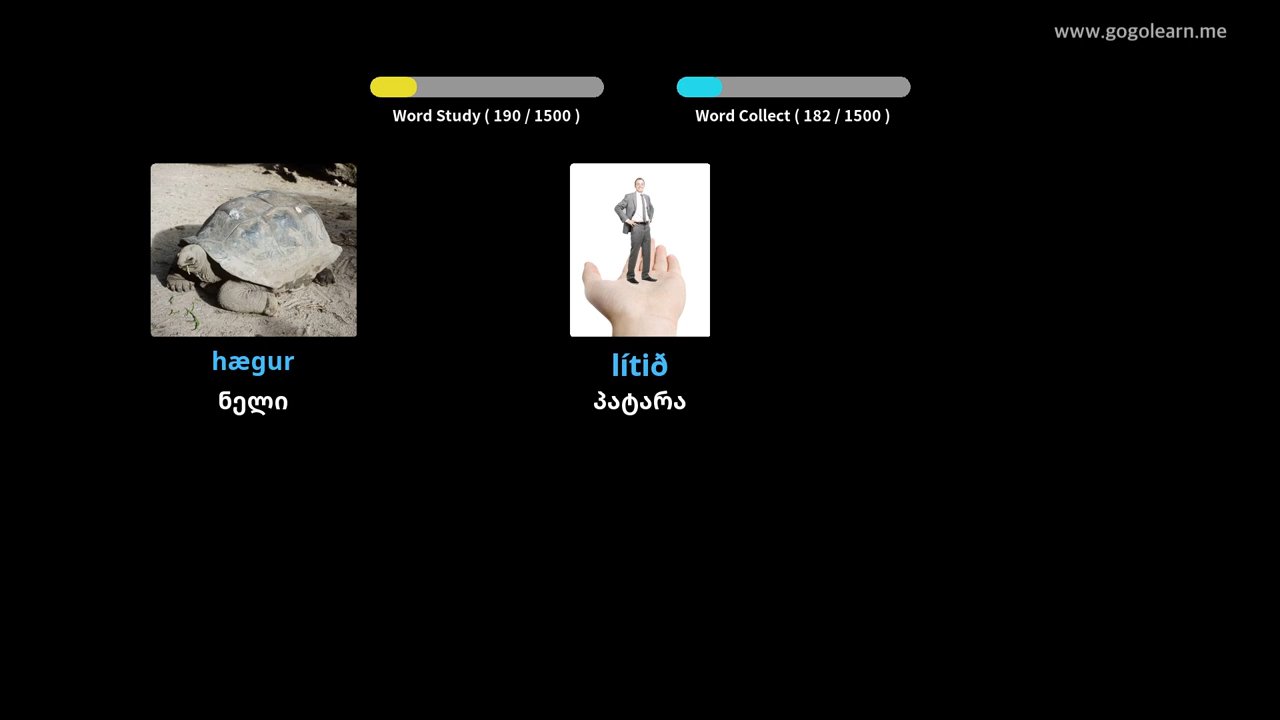 www.gogolearn.me
Word Study ( 190 / 1500 )
Word Collect ( 182 / 1500 )
hægur
lítið
ნელი
პატარა